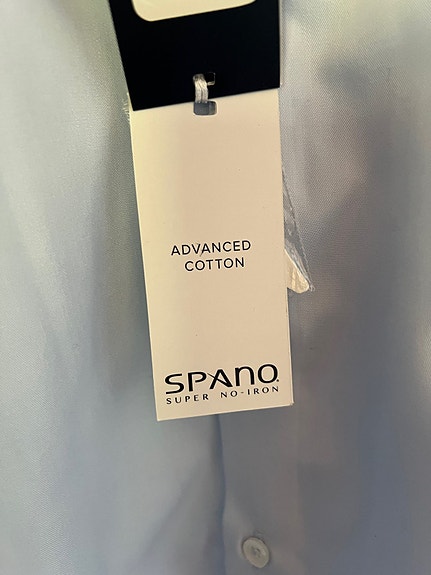 ADVANCED
COTTON
SPANO
SUPER NO-IRON